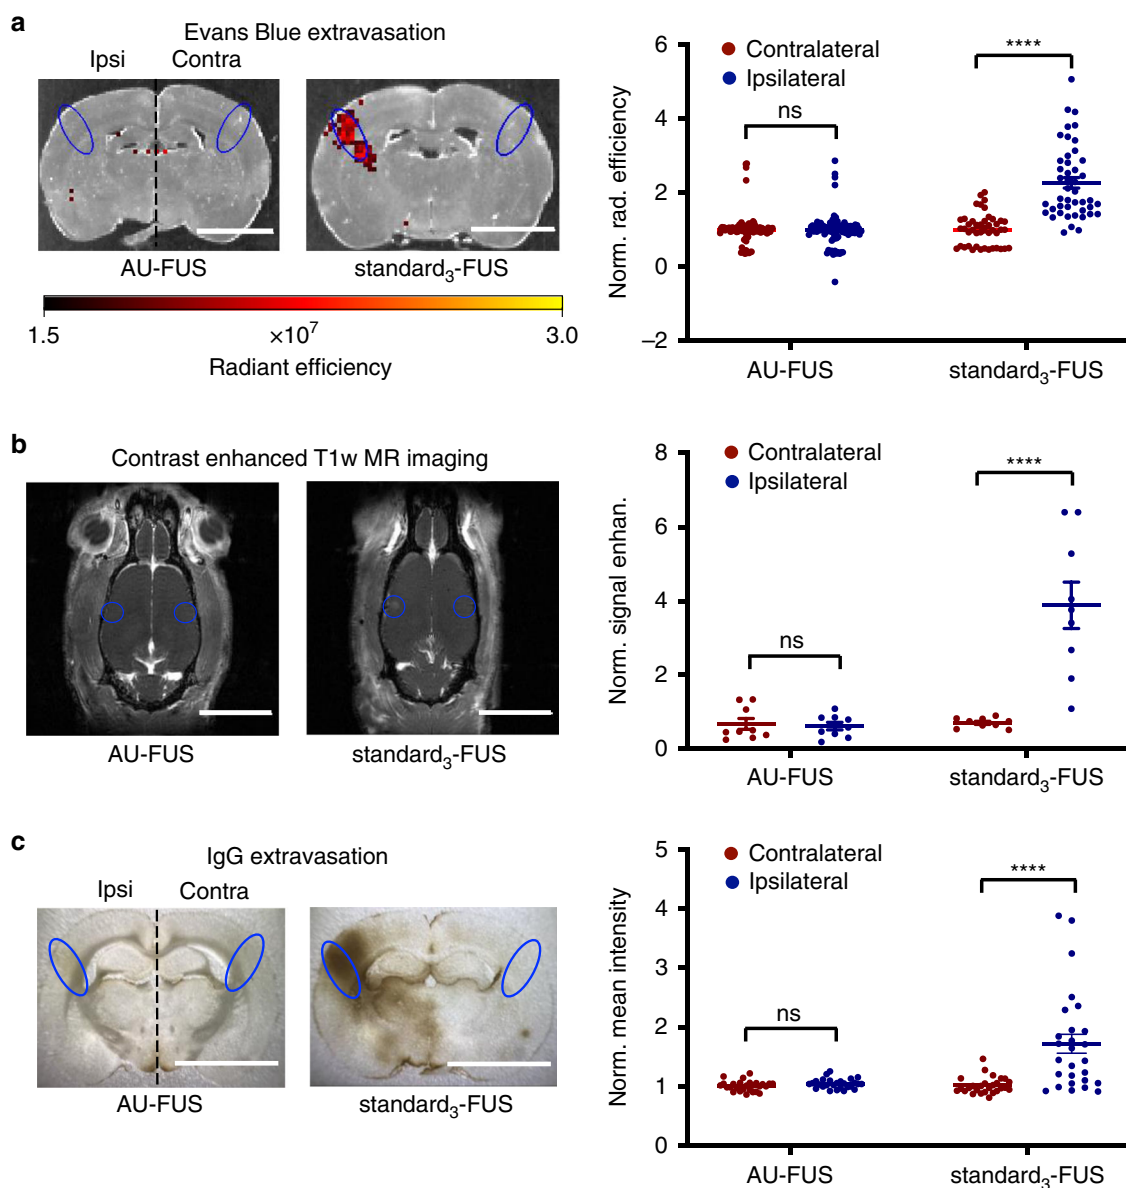 a
Evans Blue extravasation
Ipsi Contra
AU-FUS standard₃-FUS
1.5 ×10⁷ 3.0
Radiant efficiency
Contralateral
Ipsilateral
ns
****
Norm. rad. efficiency
6
4
2
0
−2
AU-FUS standard₃-FUS
b
Contrast enhanced T1w MR imaging
AU-FUS standard₃-FUS
Contralateral
Ipsilateral
ns
****
Norm. signal enhan.
8
6
4
2
0
AU-FUS standard₃-FUS
c
IgG extravasation
Ipsi Contra
AU-FUS standard₃-FUS
Contralateral
Ipsilateral
ns
****
Norm. mean intensity
5
4
3
2
1
0
AU-FUS standard₃-FUS